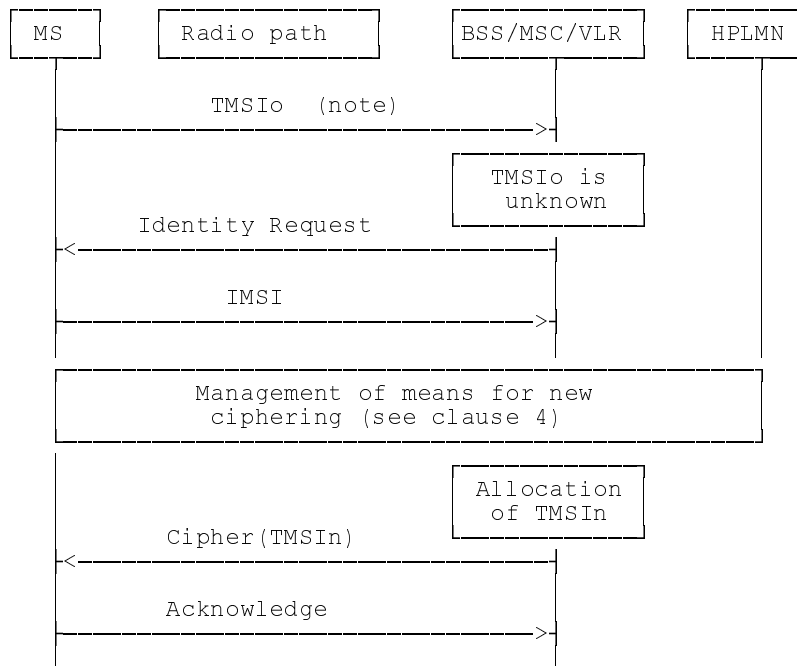 MS Radio path BSS/MSC/VLR HPLMN
TMSIo (note)
TMSIo is
unknown
Identity Request
IMSI
Management of means for new
ciphering (see clause 4)
Allocation
of TMSIn
Cipher(TMSIn)
Acknowledge